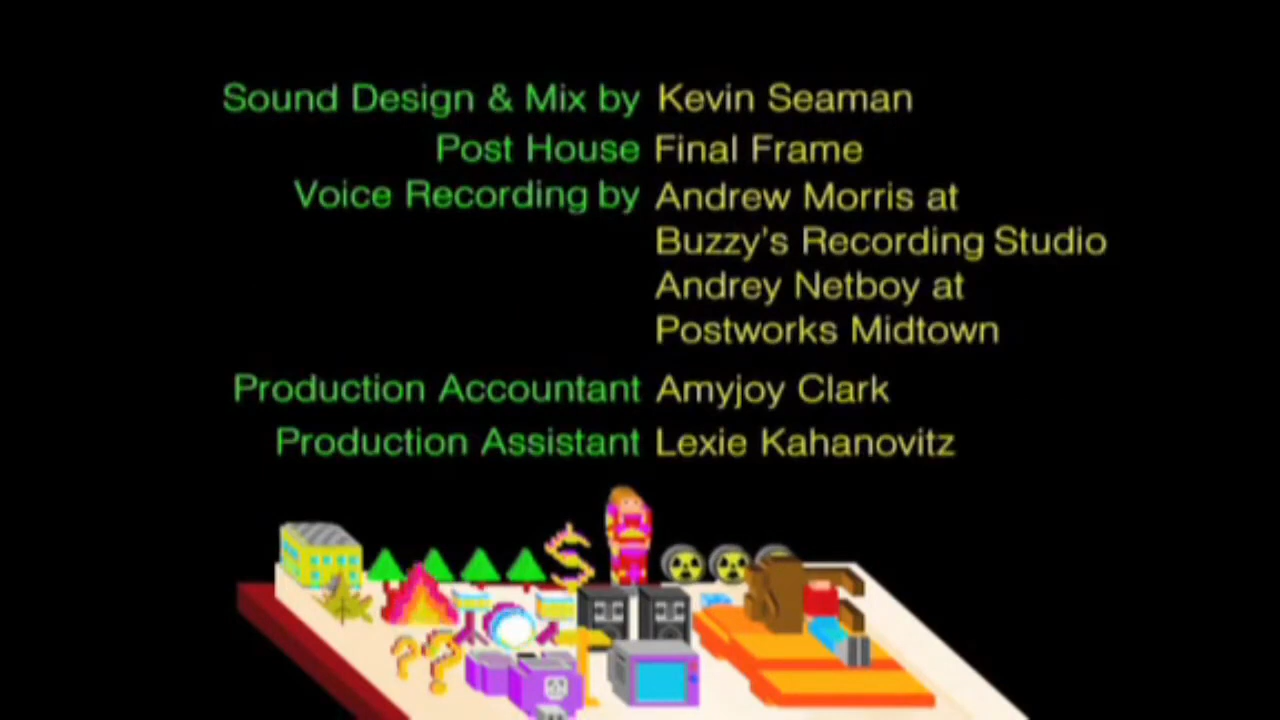 Sound Design & Mix by Kevin Seaman
Post House Final Frame
Voice Recording by Andrew Morris at
Buzzy's Recording Studio
Andrey Netboy at
Postworks Midtown
Production Accountant Amyjoy Clark
Production Assistant Lexie Kahanovitz
$
??